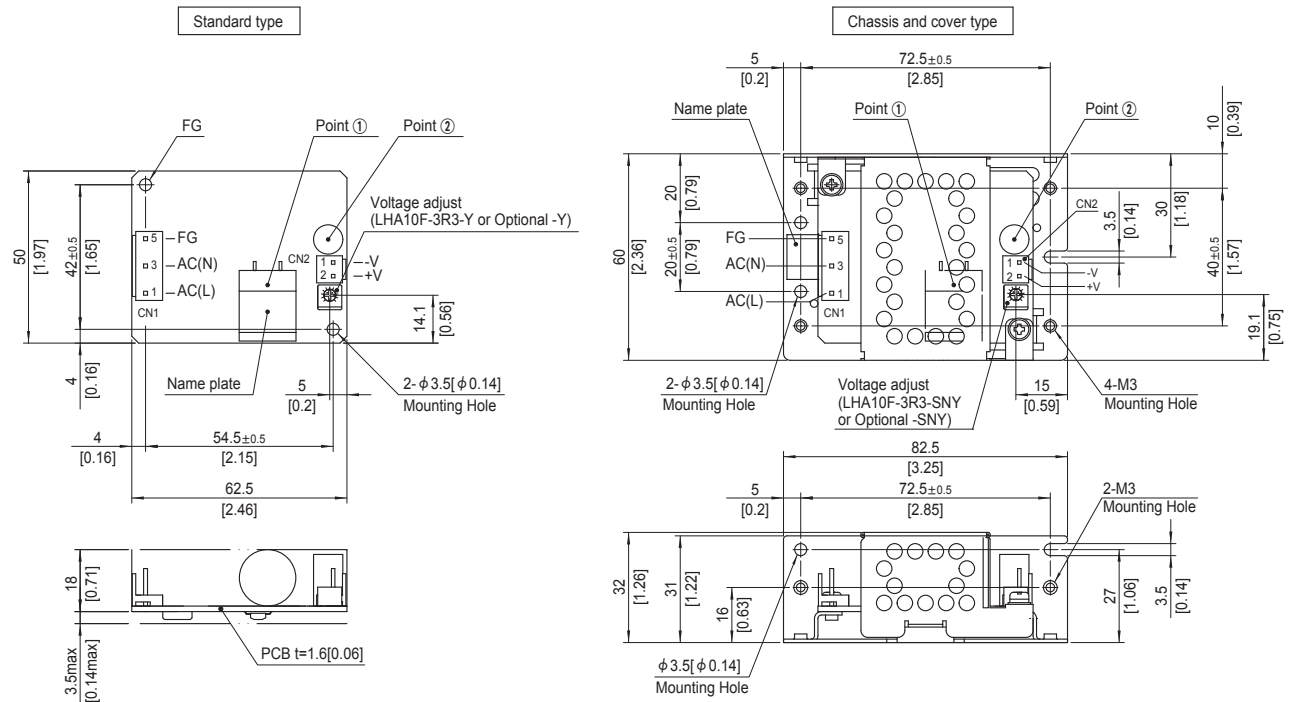 Standard type
FG
Point ①
Point ②
Voltage adjust
(LHA10F-3R3-Y or Optional -Y)
50
[1.97]
42±0.5
[1.65]
5
FG
3
AC(N)
1
AC(L)
CN1
CN2
1
-V
2
+V
14.1
[0.56]
4
[0.16]
Name plate
5
[0.2]
2-φ3.5[φ0.14]
Mounting Hole
4
[0.16]
54.5±0.5
[2.15]
62.5
[2.46]
18
[0.71]
3.5max
[0.14max]
PCB t=1.6[0.06]
Chassis and cover type
5
[0.2]
72.5±0.5
[2.85]
Name plate
Point ①
Point ②
10
[0.39]
60
[2.36]
20
[0.79]
20±0.5
[0.79]
FG
5
AC(N)
3
AC(L)
1
CN1
CN2
1
2
-V
+V
3.5
[0.14]
30
[1.18]
40±0.5
[1.57]
19.1
[0.75]
2-φ3.5[φ0.14]
Mounting Hole
Voltage adjust
(LHA10F-3R3-SNY
or Optional -SNY)
15
[0.59]
4-M3
Mounting Hole
82.5
[3.25]
5
[0.2]
72.5±0.5
[2.85]
2-M3
Mounting Hole
32
[1.26]
31
[1.22]
16
[0.63]
27
[1.06]
3.5
[0.14]
φ3.5[φ0.14]
Mounting Hole